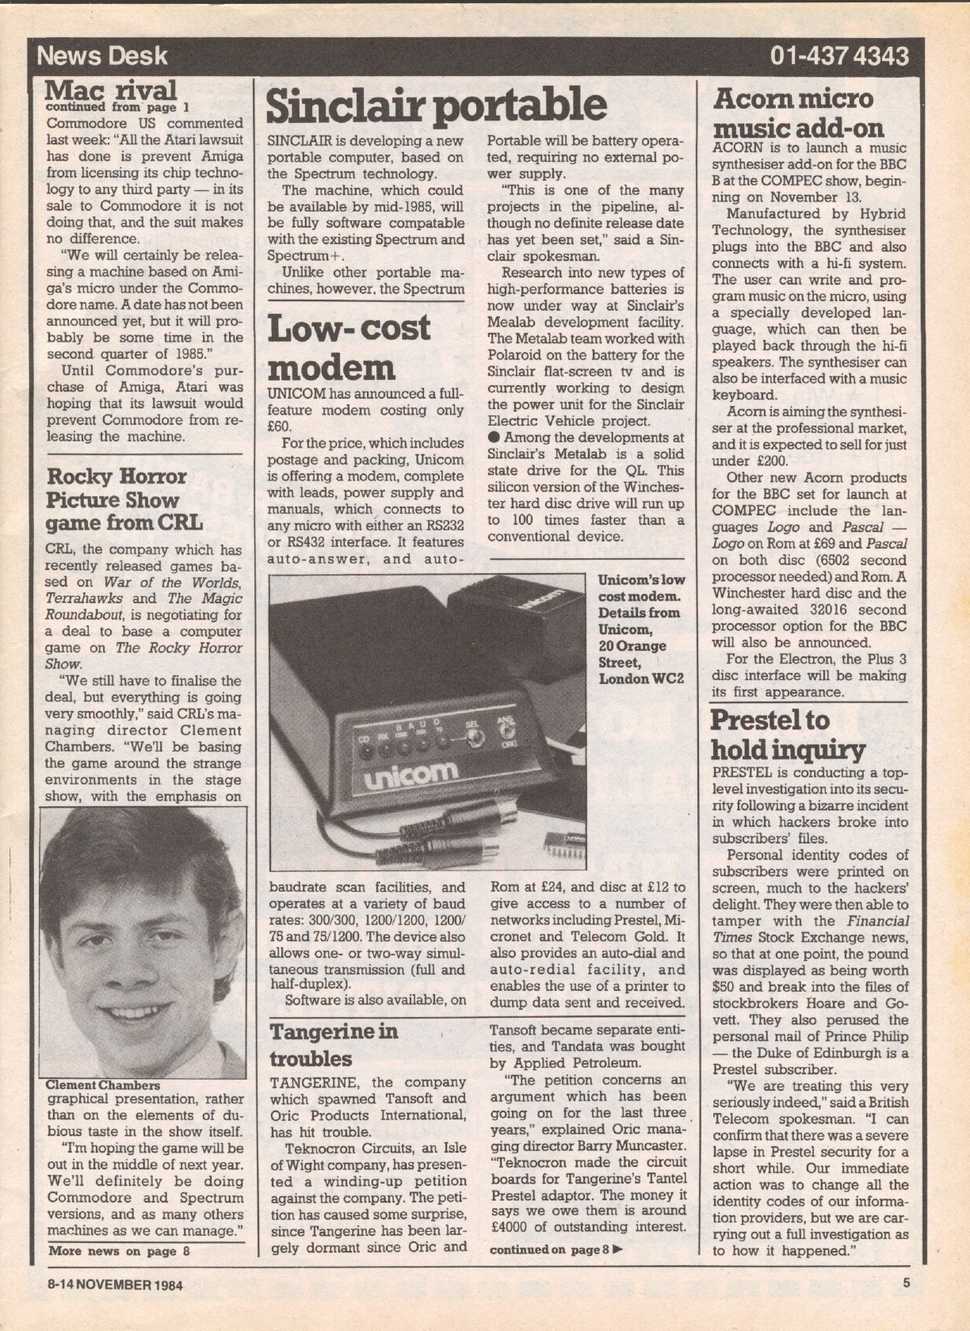 News Desk
01-437 4343
Mac rival
continued from page 1
Commodore US commented
last week: “All the Atari lawsuit
has done is prevent Amiga
from licensing its chip techno-
logy to any third party — in its
sale to Commodore it is not
doing that, and the suit makes
no difference.
“We will certainly be relea-
sing a machine based on Ami-
ga's micro under the Commo-
dore name. A date has not been
announced yet, but it will pro-
bably be some time in the
second quarter of 1985.”
Until Commodore's pur-
chase of Amiga, Atari was
hoping that its lawsuit would
prevent Commodore from re-
leasing the machine.
Rocky Horror
Picture Show
game from CRL
CRL, the company which has
recently released games ba-
sed on War of the Worlds,
Terrahawks and The Magic
Roundabout, is negotiating for
a deal to base a computer
game on The Rocky Horror
Show.
“We still have to finalise the
deal, but everything is going
very smoothly,” said CRL's ma-
naging director Clement
Chambers. “We'll be basing
the game around the strange
environments in the stage
show, with the emphasis on
Clement Chambers
graphical presentation, rather
than on the elements of du-
bious taste in the show itself.
“I'm hoping the game will be
out in the middle of next year.
We'll definitely be doing
Commodore and Spectrum
versions, and as many others
machines as we can manage.”
More news on page 8
Sinclair portable
SINCLAIR is developing a new
portable computer, based on
the Spectrum technology.
The machine, which could
be available by mid-1985, will
be fully software compatable
with the existing Spectrum and
Spectrum+.
Unlike other portable ma-
chines, however, the Spectrum
Portable will be battery opera-
ted, requiring no external po-
wer supply.
“This is one of the many
projects in the pipeline, al-
though no definite release date
has yet been set,” said a Sin-
clair spokesman.
Research into new types of
high-performance batteries is
now under way at Sinclair's
Mealab development facility.
The Metalab team worked with
Polaroid on the battery for the
Sinclair flat-screen tv and is
currently working to design
the power unit for the Sinclair
Electric Vehicle project.
● Among the developments at
Sinclair's Metalab is a solid
state drive for the QL. This
silicon version of the Winches-
ter hard disc drive will run up
to 100 times faster than a
conventional device.
Low-cost
modem
UNICOM has announced a full-
feature modem costing only
£60.
For the price, which includes
postage and packing, Unicom
is offering a modem, complete
with leads, power supply and
manuals, which connects to
any micro with either an RS232
or RS432 interface. It features
auto-answer, and auto-
unicom
BAUD
CD
RX
SEL
ANS
ORIG
unicom
Unicom's low
cost modem.
Details from
Unicom,
20 Orange
Street,
London WC2
baudrate scan facilities, and
operates at a variety of baud
rates: 300/300, 1200/1200, 1200/
75 and 75/1200. The device also
allows one- or two-way simul-
taneous transmission (full and
half-duplex).
Software is also available, on
Rom at £24, and disc at £12 to
give access to a number of
networks including Prestel, Mi-
cronet and Telecom Gold. It
also provides an auto-dial and
auto-redial facility, and
enables the use of a printer to
dump data sent and received.
Tangerine in
troubles
TANGERINE, the company
which spawned Tansoft and
Oric Products International,
has hit trouble.
Teknocron Circuits, an Isle
of Wight company, has presen-
ted a winding-up petition
against the company. The peti-
tion has caused some surprise,
since Tangerine has been lar-
gely dormant since Oric and
Tansoft became separate enti-
ties, and Tandata was bought
by Applied Petroleum.
“The petition concerns an
argument which has been
going on for the last three
years,” explained Oric mana-
ging director Barry Muncaster.
“Teknocron made the circuit
boards for Tangerine's Tantel
Prestel adaptor. The money it
says we owe them is around
£4000 of outstanding interest.
continued on page 8 ▶
Acorn micro
music add-on
ACORN is to launch a music
synthesiser add-on for the BBC
B at the COMPEC show, begin-
ning on November 13.
Manufactured by Hybrid
Technology, the synthesiser
plugs into the BBC and also
connects with a hi-fi system.
The user can write and pro-
gram music on the micro, using
a specially developed lan-
guage, which can then be
played back through the hi-fi
speakers. The synthesiser can
also be interfaced with a music
keyboard.
Acorn is aiming the synthesi-
ser at the professional market,
and it is expected to sell for just
under £200.
Other new Acorn products
for the BBC set for launch at
COMPEC include the lan-
guages Logo and Pascal —
Logo on Rom at £69 and Pascal
on both disc (6502 second
processor needed) and Rom. A
Winchester hard disc and the
long-awaited 32016 second
processor option for the BBC
will also be announced.
For the Electron, the Plus 3
disc interface will be making
its first appearance.
Prestel to
hold inquiry
PRESTEL is conducting a top-
level investigation into its secu-
rity following a bizarre incident
in which hackers broke into
subscribers' files.
Personal identity codes of
subscribers were printed on
screen, much to the hackers'
delight. They were then able to
tamper with the Financial
Times Stock Exchange news,
so that at one point, the pound
was displayed as being worth
$50 and break into the files of
stockbrokers Hoare and Go-
vett. They also perused the
personal mail of Prince Philip
— the Duke of Edinburgh is a
Prestel subscriber.
“We are treating this very
seriously indeed,” said a British
Telecom spokesman. “I can
confirm that there was a severe
lapse in Prestel security for a
short while. Our immediate
action was to change all the
identity codes of our informa-
tion providers, but we are car-
rying out a full investigation as
to how it happened.”
8-14 NOVEMBER 1984
5